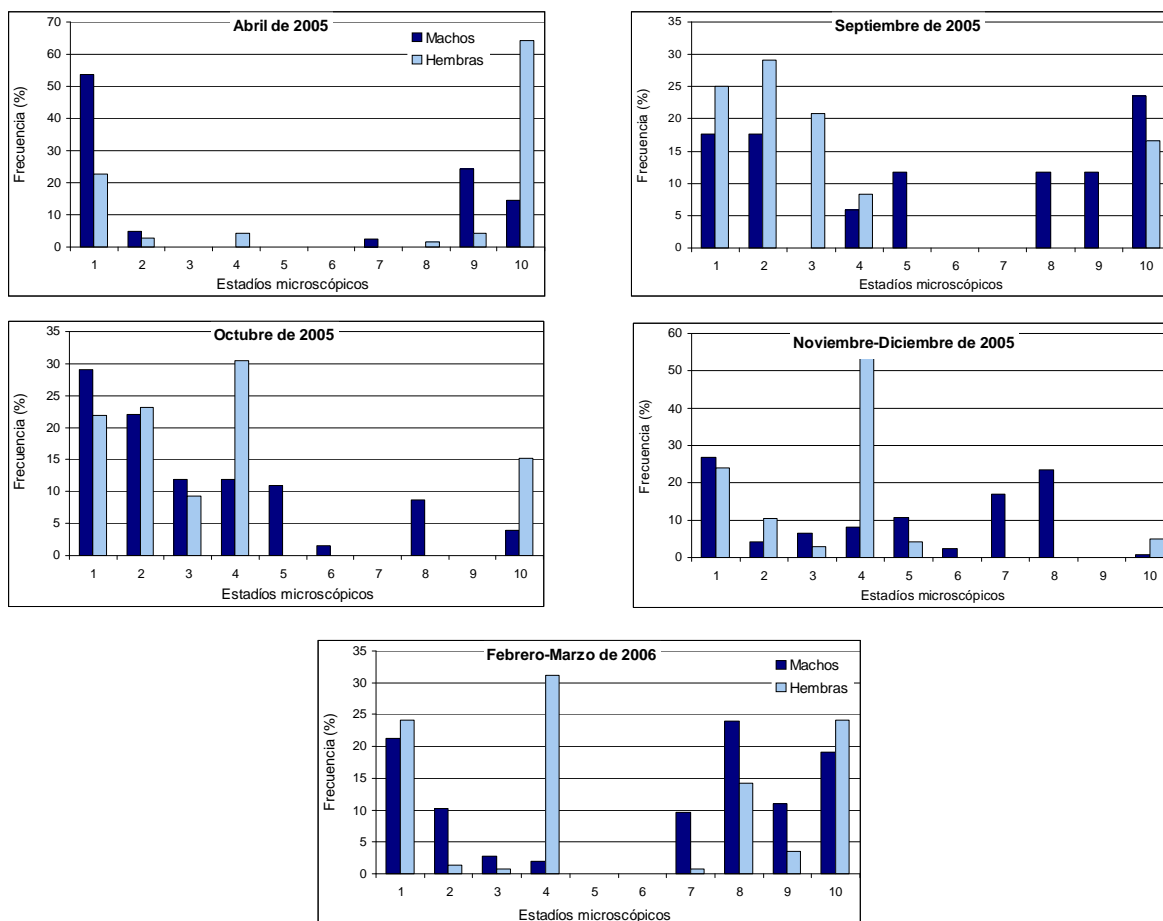 Abril de 2005
Machos
Hembras
Frecuencia (%)
70
60
50
40
30
20
10
0
1 2 3 4 5 6 7 8 9 10
Estadíos microscópicos
Septiembre de 2005
Frecuencia (%)
35
30
25
20
15
10
5
0
1 2 3 4 5 6 7 8 9 10
Estadíos microscópicos
Octubre de 2005
Frecuencia (%)
35
30
25
20
15
10
5
0
1 2 3 4 5 6 7 8 9 10
Estadíos microscópicos
Noviembre-Diciembre de 2005
Frecuencia (%)
60
50
40
30
20
10
0
1 2 3 4 5 6 7 8 9 10
Estadíos microscópicos
Febrero-Marzo de 2006
Machos
Hembras
Frecuencia (%)
35
30
25
20
15
10
5
0
1 2 3 4 5 6 7 8 9 10
Estadíos microscópicos